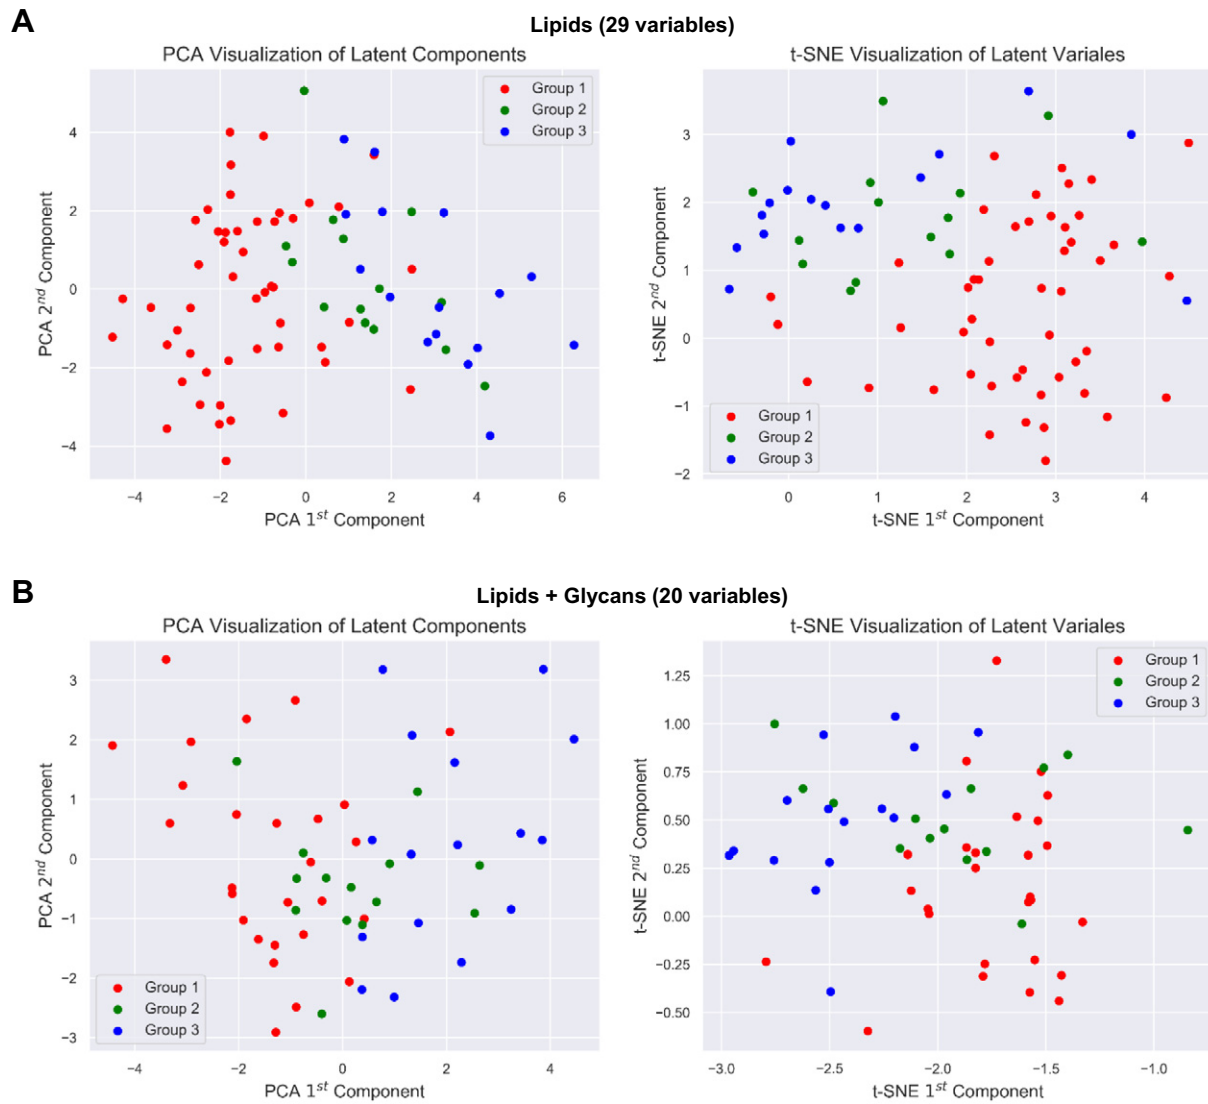 A
Lipids (29 variables)
PCA Visualization of Latent Components
Group 1
Group 2
Group 3
4
2
0
−2
−4
PCA 2nd Component
−4 −2 0 2 4 6
PCA 1st Component
t-SNE Visualization of Latent Variales
3
2
1
0
−1
−2
t-SNE 2nd Component
Group 1
Group 2
Group 3
0 1 2 3 4
t-SNE 1st Component
B
Lipids + Glycans (20 variables)
PCA Visualization of Latent Components
3
2
1
0
−1
−2
−3
PCA 2nd Component
Group 1
Group 2
Group 3
−4 −2 0 2 4
PCA 1st Component
t-SNE Visualization of Latent Variales
Group 1
Group 2
Group 3
1.25
1.00
0.75
0.50
0.25
0.00
−0.25
−0.50
t-SNE 2nd Component
−3.0 −2.5 −2.0 −1.5 −1.0
t-SNE 1st Component